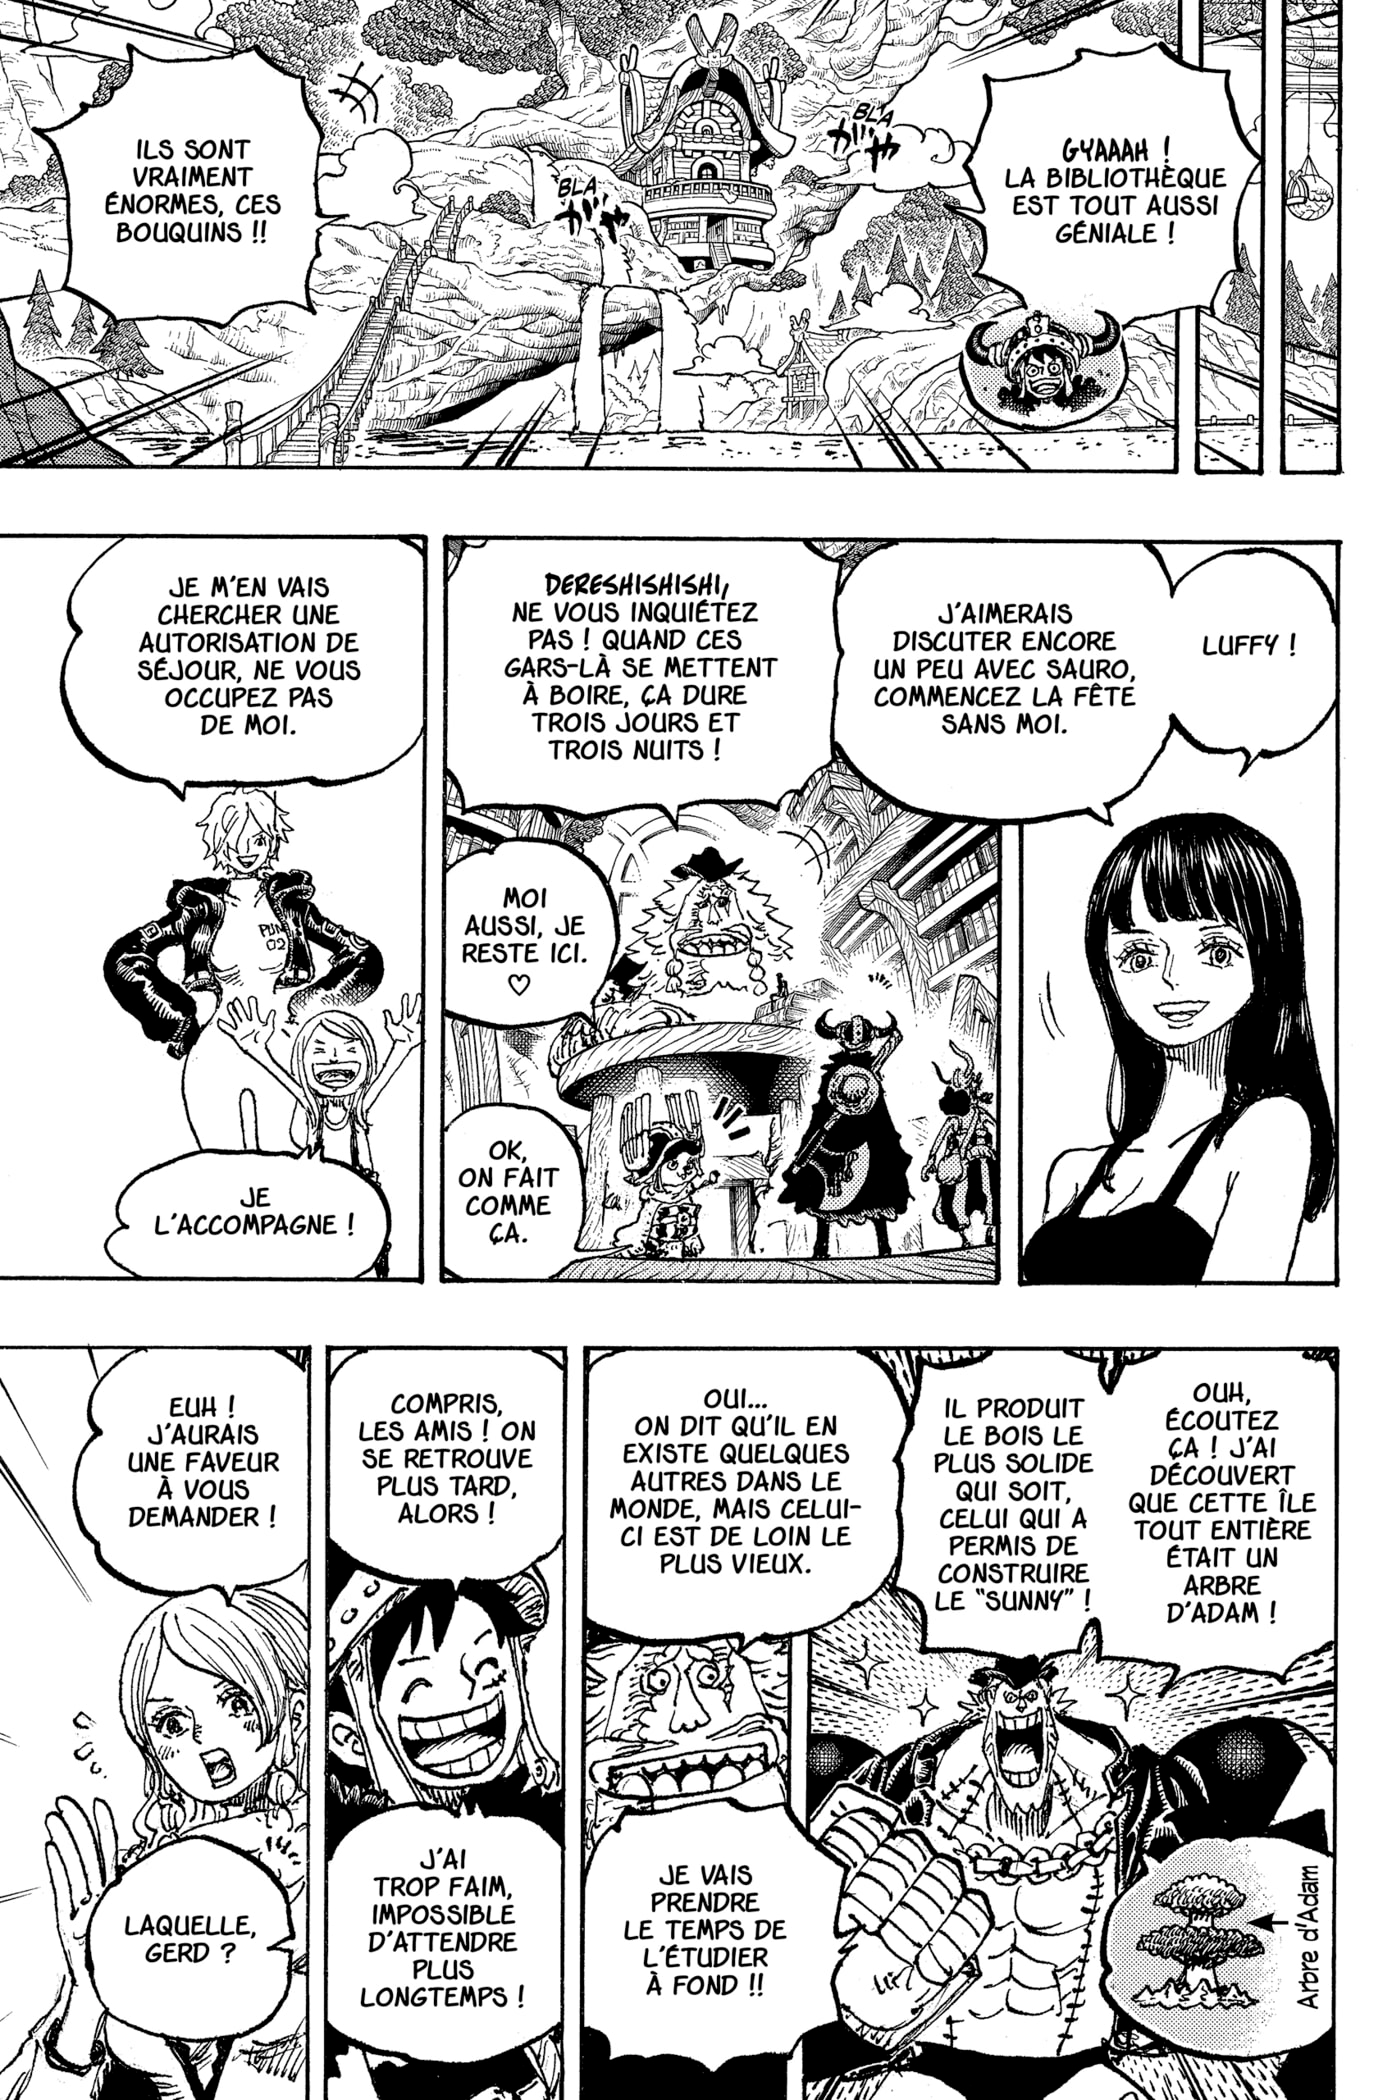 GYAAAH !
LA BIBLIOTHÈQUE
EST TOUT AUSSI
GÉNIALE !
BLA
ガヤ
BLA
ガヤ
ILS SONT
VRAIMENT
ÉNORMES, CES
BOUQUINS !!
LUFFY !
J'AIMERAIS
DISCUTER ENCORE
UN PEU AVEC SAURO,
COMMENCEZ LA FÊTE
SANS MOI.
DERESHISHISHI,
NE VOUS INQUIÉTEZ
PAS ! QUAND CES
GARS-LÀ SE METTENT
À BOIRE, ÇA DURE
TROIS JOURS ET
TROIS NUITS !
MOI
AUSSI, JE
RESTE ICI.
♡
OK,
ON FAIT
COMME
ÇA.
JE M'EN VAIS
CHERCHER UNE
AUTORISATION DE
SÉJOUR, NE VOUS
OCCUPEZ PAS
DE MOI.
PUNK
02
JE
L'ACCOMPAGNE !
OUH,
ÉCOUTEZ
ÇA ! J'AI
DÉCOUVERT
QUE CETTE ÎLE
TOUT ENTIÈRE
ÉTAIT UN
ARBRE
D'ADAM !
IL PRODUIT
LE BOIS LE
PLUS SOLIDE
QUI SOIT,
CELUI QUI A
PERMIS DE
CONSTRUIRE
LE "SUNNY" !
Arbre d'Adam
OUI...
ON DIT QU'IL EN
EXISTE QUELQUES
AUTRES DANS LE
MONDE, MAIS CELUI-
CI EST DE LOIN LE
PLUS VIEUX.
JE VAIS
PRENDRE
LE TEMPS DE
L'ÉTUDIER
À FOND !!
COMPRIS,
LES AMIS ! ON
SE RETROUVE
PLUS TARD,
ALORS !
J'AI
TROP FAIM,
IMPOSSIBLE
D'ATTENDRE
PLUS
LONGTEMPS !
EUH !
J'AURAIS
UNE FAVEUR
À VOUS
DEMANDER !
LAQUELLE,
GERD ?